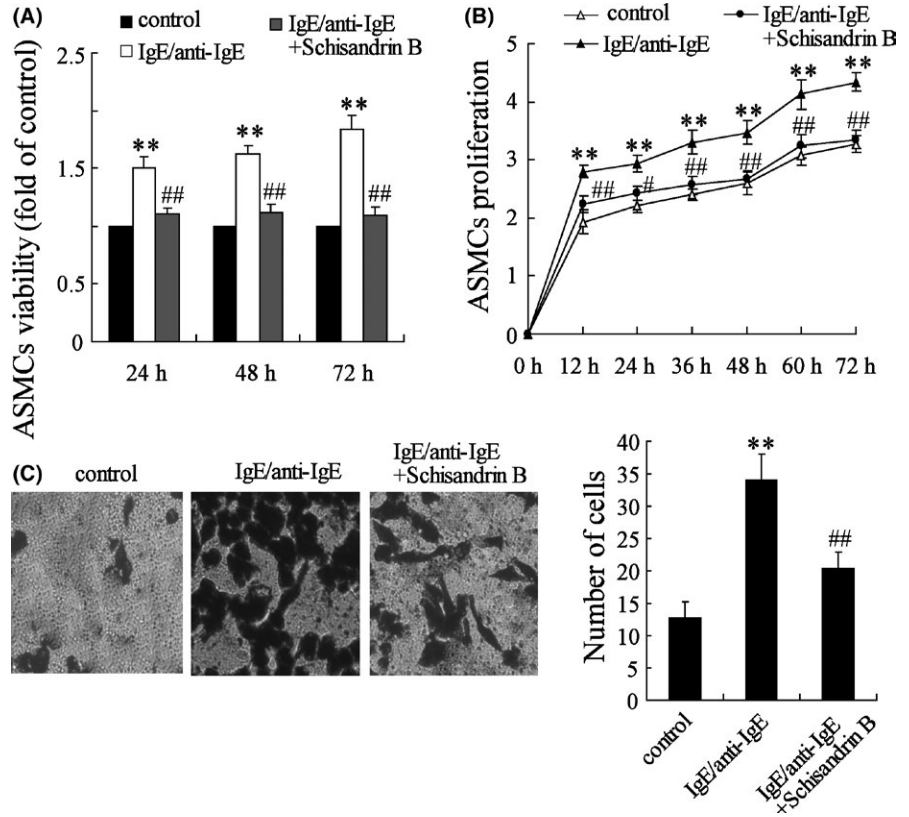 (A)
control
IgE/anti-IgE
IgE/anti-IgE
+Schisandrin B
ASMCs viability (fold of control)
2.5
1.5
0.5
0
**
##
**
##
**
##
24 h
48 h
72 h
(B)
control
IgE/anti-IgE
IgE/anti-IgE
+Schisandrin B
ASMCs proliferation
5
4
3
2
1
0
**
**
**
**
**
**
##
#
##
##
##
##
0 h
12 h
24 h
36 h
48 h
60 h
72 h
(C)
control
IgE/anti-IgE
IgE/anti-IgE
+Schisandrin B
Number of cells
40
35
30
25
20
15
10
5
0
**
##
control
IgE/anti-IgE
IgE/anti-IgE
+Schisandrin B